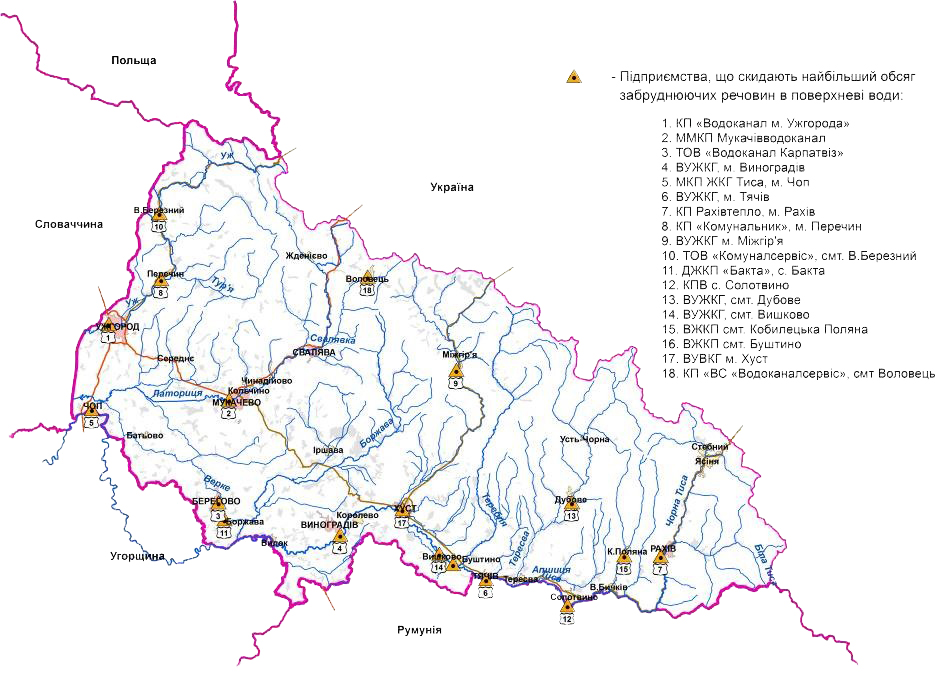 Польща
- Підприємства, що скидають найбільший обсяг
забруднюючих речовин в поверхневі води:
1. КП «Водоканал м. Ужгорода»
2. ММКП Мукачівводоканал
3. ТОВ «Водоканал Карпатвіз»
4. ВУЖКГ, м. Виноградів
5. МКП ЖКГ Тиса, м. Чоп
6. ВУЖКГ, м. Тячів
7. КП Рахівтепло, м. Рахів
8. КП «Комунальник», м. Перечин
9. ВУЖКГ м. Міжгір'я
10. ТОВ «Комуналсервіс», смт. В.Березний
11. ДЖКП «Бакта», с. Бакта
12. КПВ с. Солотвино
13. ВУЖКГ, смт. Дубове
14. ВУЖКГ, смт. Вишково
15. ВЖКП смт. Кобилецька Поляна
16. ВЖКП смт. Буштино
17. ВУВКГ м. Хуст
18. КП «ВС «Водоканалсервіс», смт Воловець
Уж
Україна
Словаччина
В.Березний
10
Жденієво
Перечин
8
Воловець
18
Тур'я
Уж
УЖГОРОД
1
Свалявка
СВАЛЯВА
Середнє
Міжгір'я
9
Чинадійово
Кольчино
Латориця
МУКАЧЕВО
2
ЧОП
5
Батьово
Боржава
Іршава
Усть-Чорна
Стебний
Ясіня
Верке
БЕРЕГОВО
3
Боржава
11
Королево
ВИНОГРАДІВ
4
ХУСТ
17
Теребля
Дубове
13
Чорна Тиса
Видок
Угорщина
Вишково
14
Буштино
Тересва
К.Поляна
15
РАХІВ
7
Біла Тиса
ТЯЧІВ
6
Тересва
Апшиця
Тиса
В.Бичків
Солотвино
12
Румунія